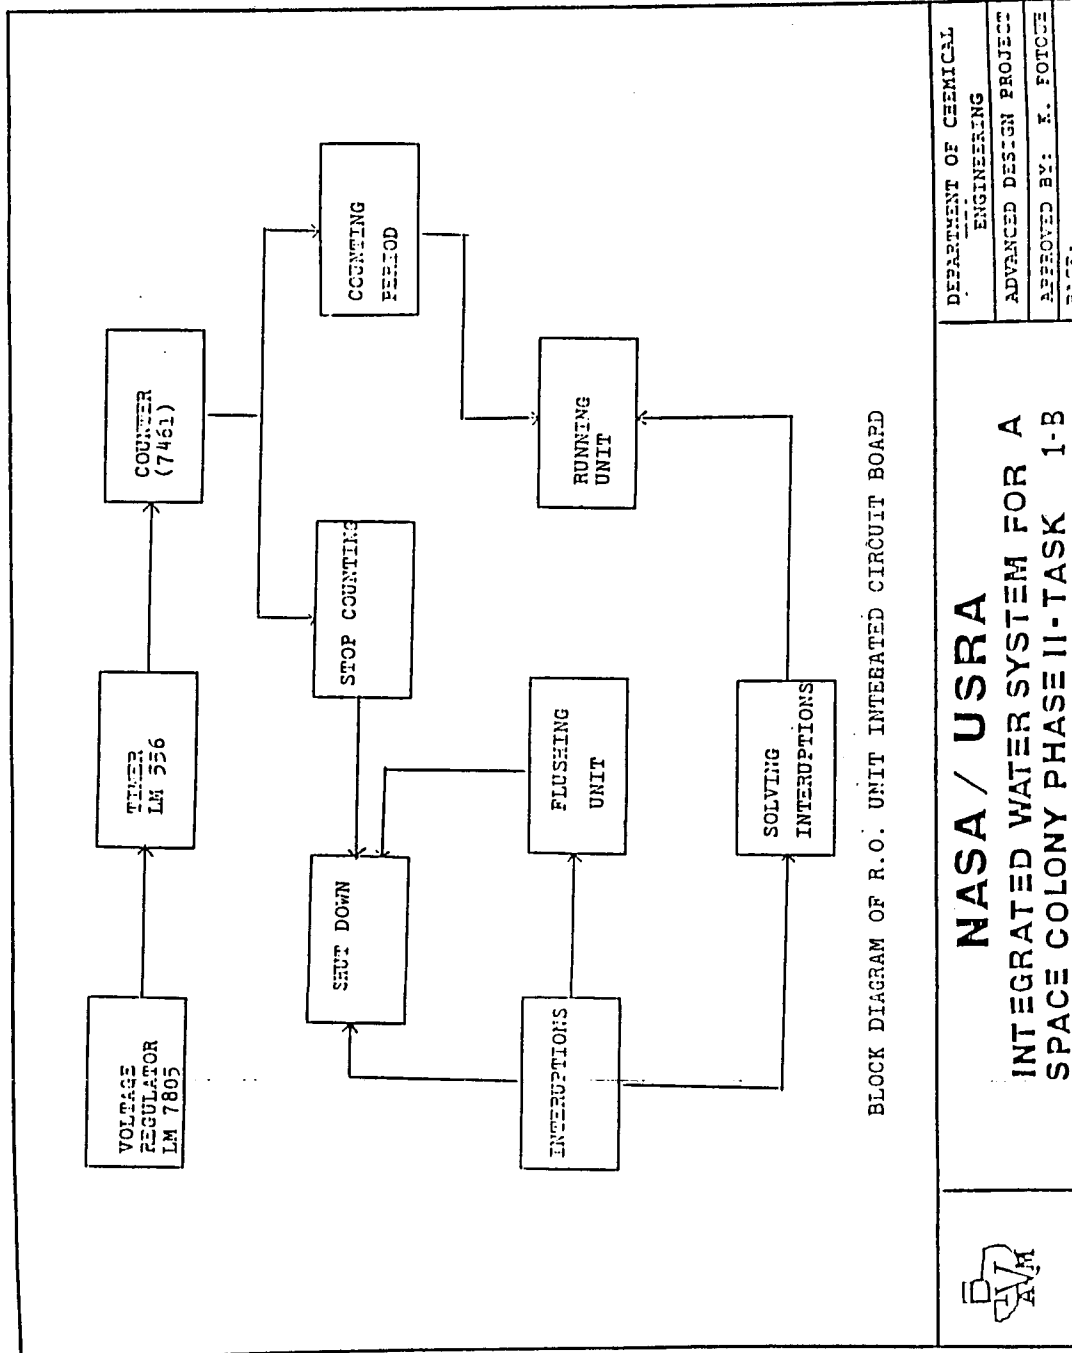 VOLTAGE
REGULATOR
LM 7805
TIMER
LM 556
COUNTER
(7461)
SHUT DOWN
STOP COUNTING
COUNTING
PERIOD
INTERUPTIONS
FLUSHING
UNIT
RUNNING
UNIT
SOLVING
INTERUPTIONS
BLOCK DIAGRAM OF R.O. UNIT INTEBATED CIRCUIT BOARD
NASA / USRA
INTEGRATED WATER SYSTEM FOR A
SPACE COLONY PHASE II-TASK 1-B
DEPARTMENT OF CHEMICAL
ENGINEERING
ADVANCED DESIGN PROJECT
APPROVED BY: K. FOTOUH